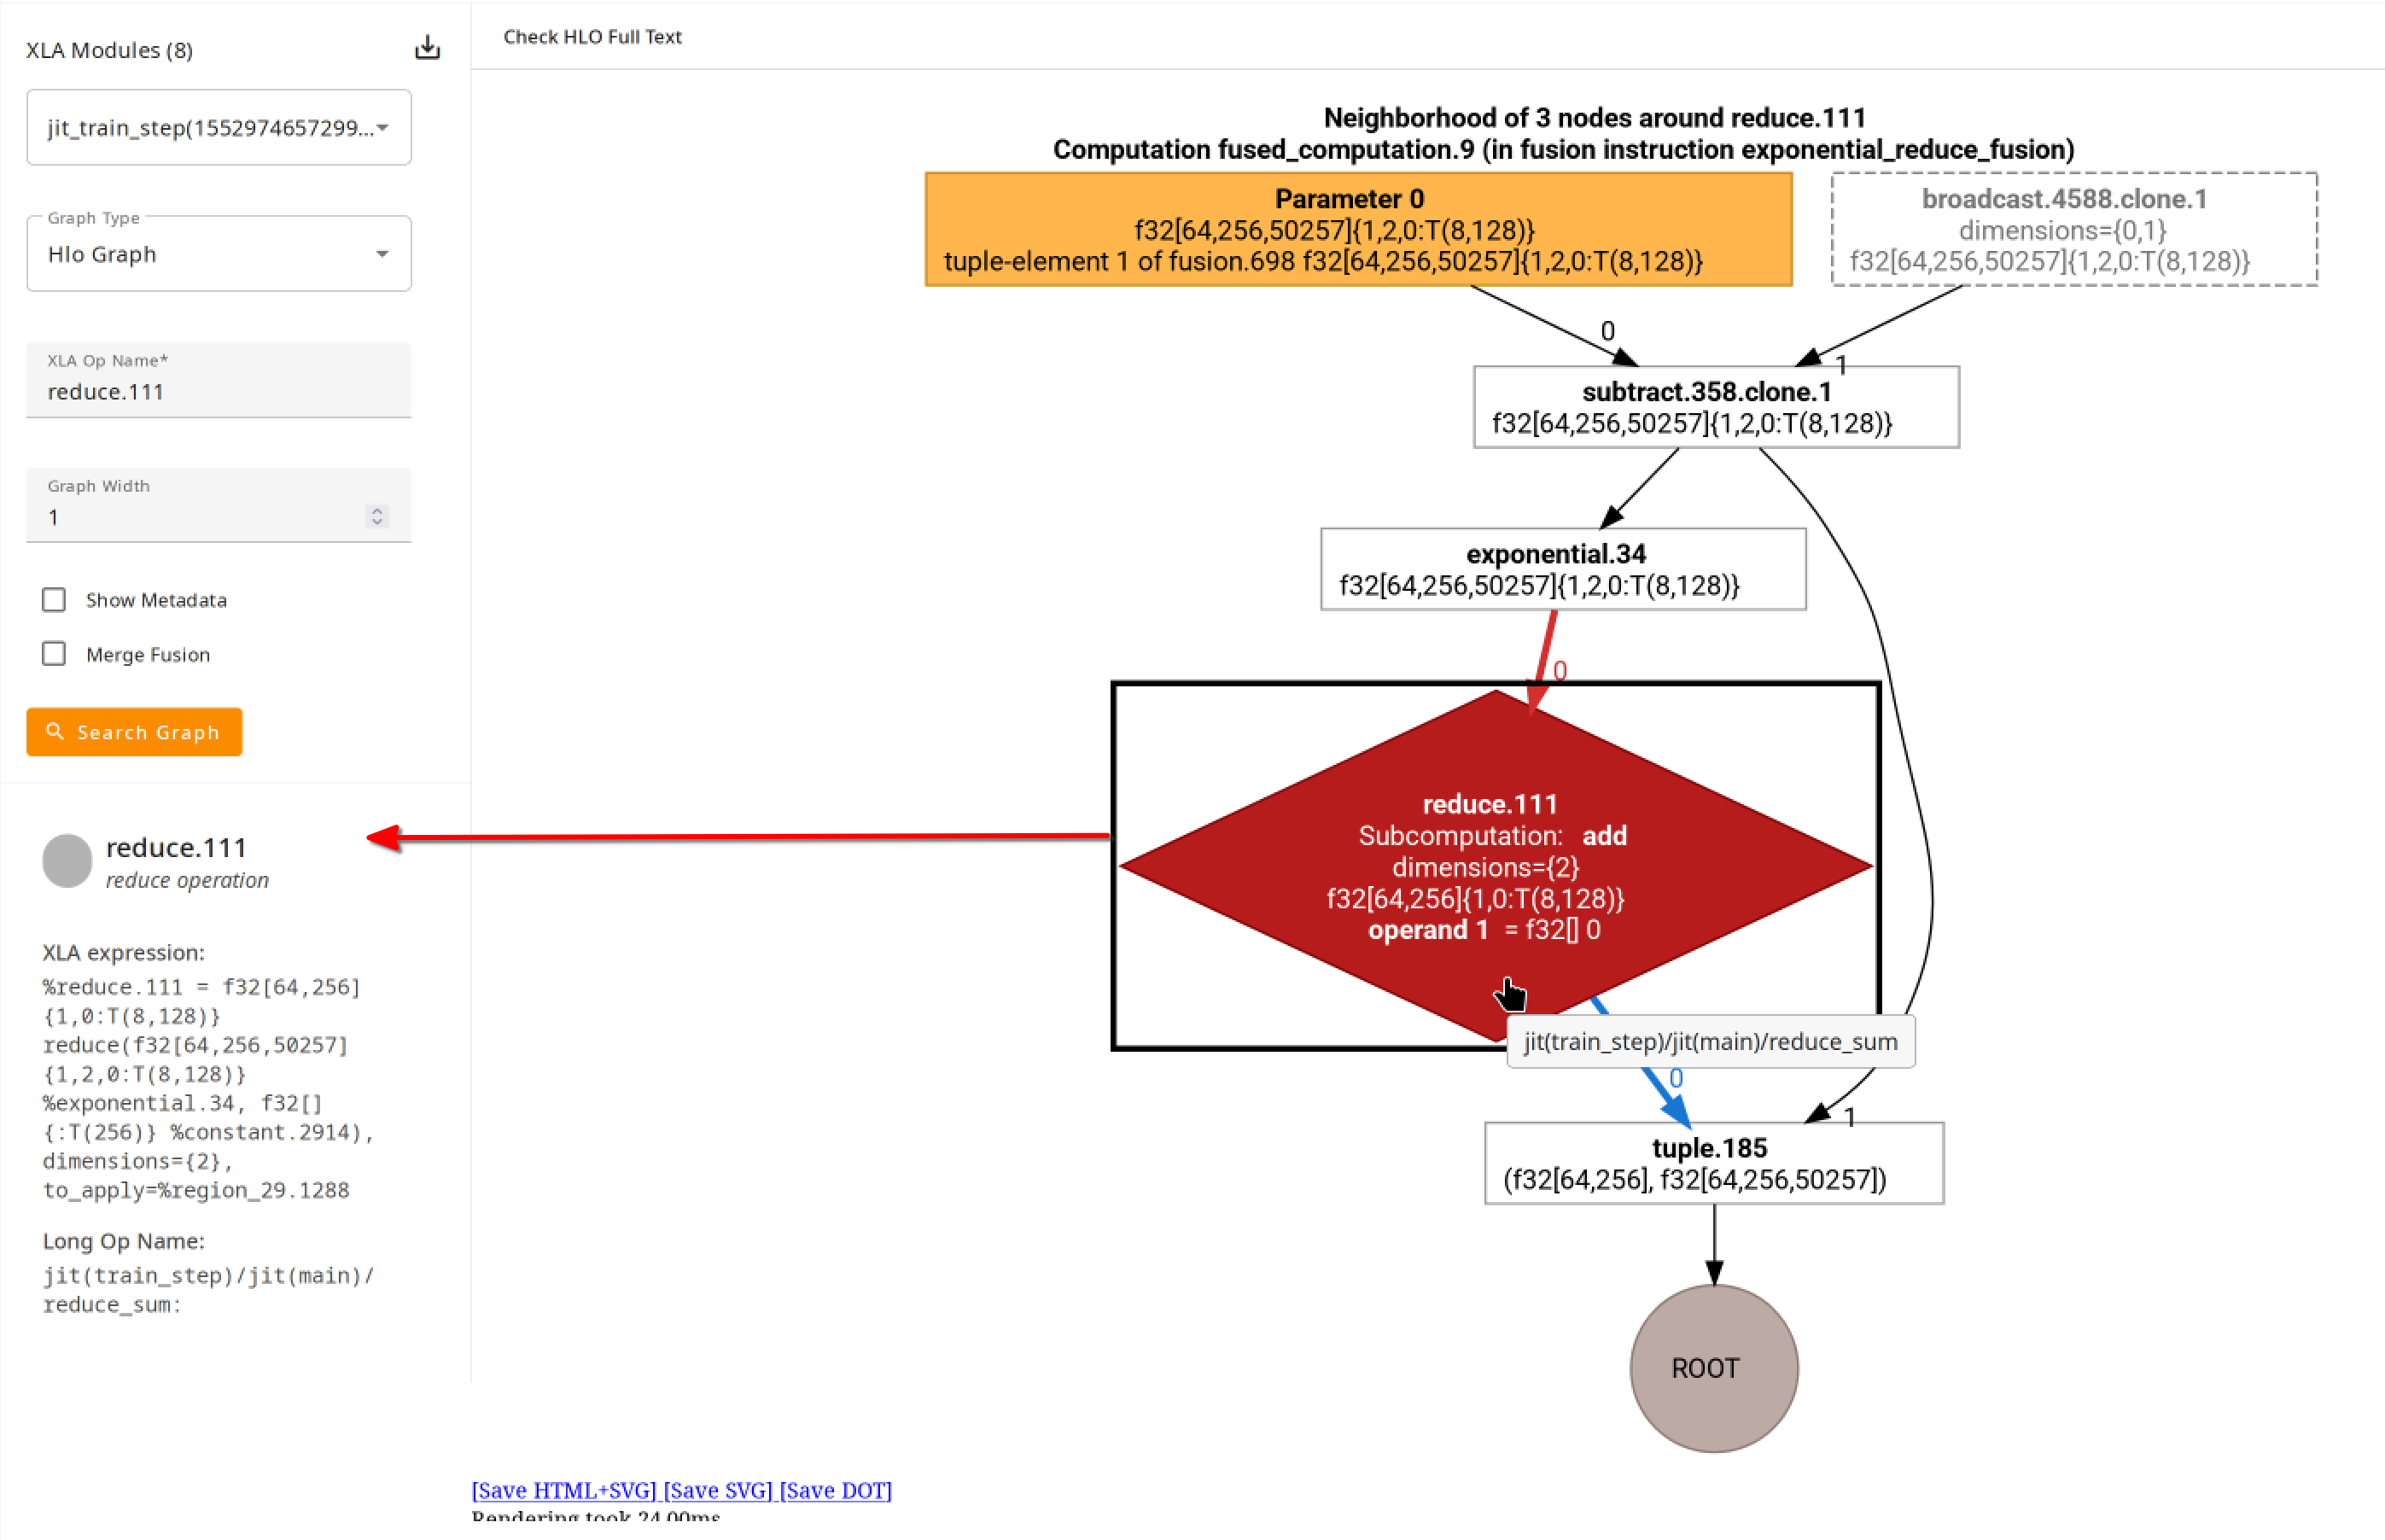 XLA Modules (8)
jit_train_step(1552974657299...
Graph Type
Hlo Graph
XLA Op Name*
reduce.111
Graph Width
1
Show Metadata
Merge Fusion
Search Graph
reduce.111
reduce operation
XLA expression:
%reduce.111 = f32[64,256]
{1,0:T(8,128)}
reduce(f32[64,256,50257]
{1,2,0:T(8,128)}
%exponential.34, f32[]
{:T(256)} %constant.2914),
dimensions={2},
to_apply=%region_29.1288
Long Op Name:
jit(train_step)/jit(main)/
reduce_sum:
Check HLO Full Text
Neighborhood of 3 nodes around reduce.111
Computation fused_computation.9 (in fusion instruction exponential_reduce_fusion)
Parameter 0
f32[64,256,50257]{1,2,0:T(8,128)}
tuple-element 1 of fusion.698 f32[64,256,50257]{1,2,0:T(8,128)}
broadcast.4588.clone.1
dimensions={0,1}
f32[64,256,50257]{1,2,0:T(8,128)}
0
1
subtract.358.clone.1
f32[64,256,50257]{1,2,0:T(8,128)}
exponential.34
f32[64,256,50257]{1,2,0:T(8,128)}
0
reduce.111
Subcomputation: add
dimensions={2}
f32[64,256]{1,0:T(8,128)}
operand 1 = f32[] 0
jit(train_step)/jit(main)/reduce_sum
0
1
tuple.185
(f32[64,256], f32[64,256,50257])
ROOT
[Save HTML+SVG] [Save SVG] [Save DOT]
Rendering took 24.00ms